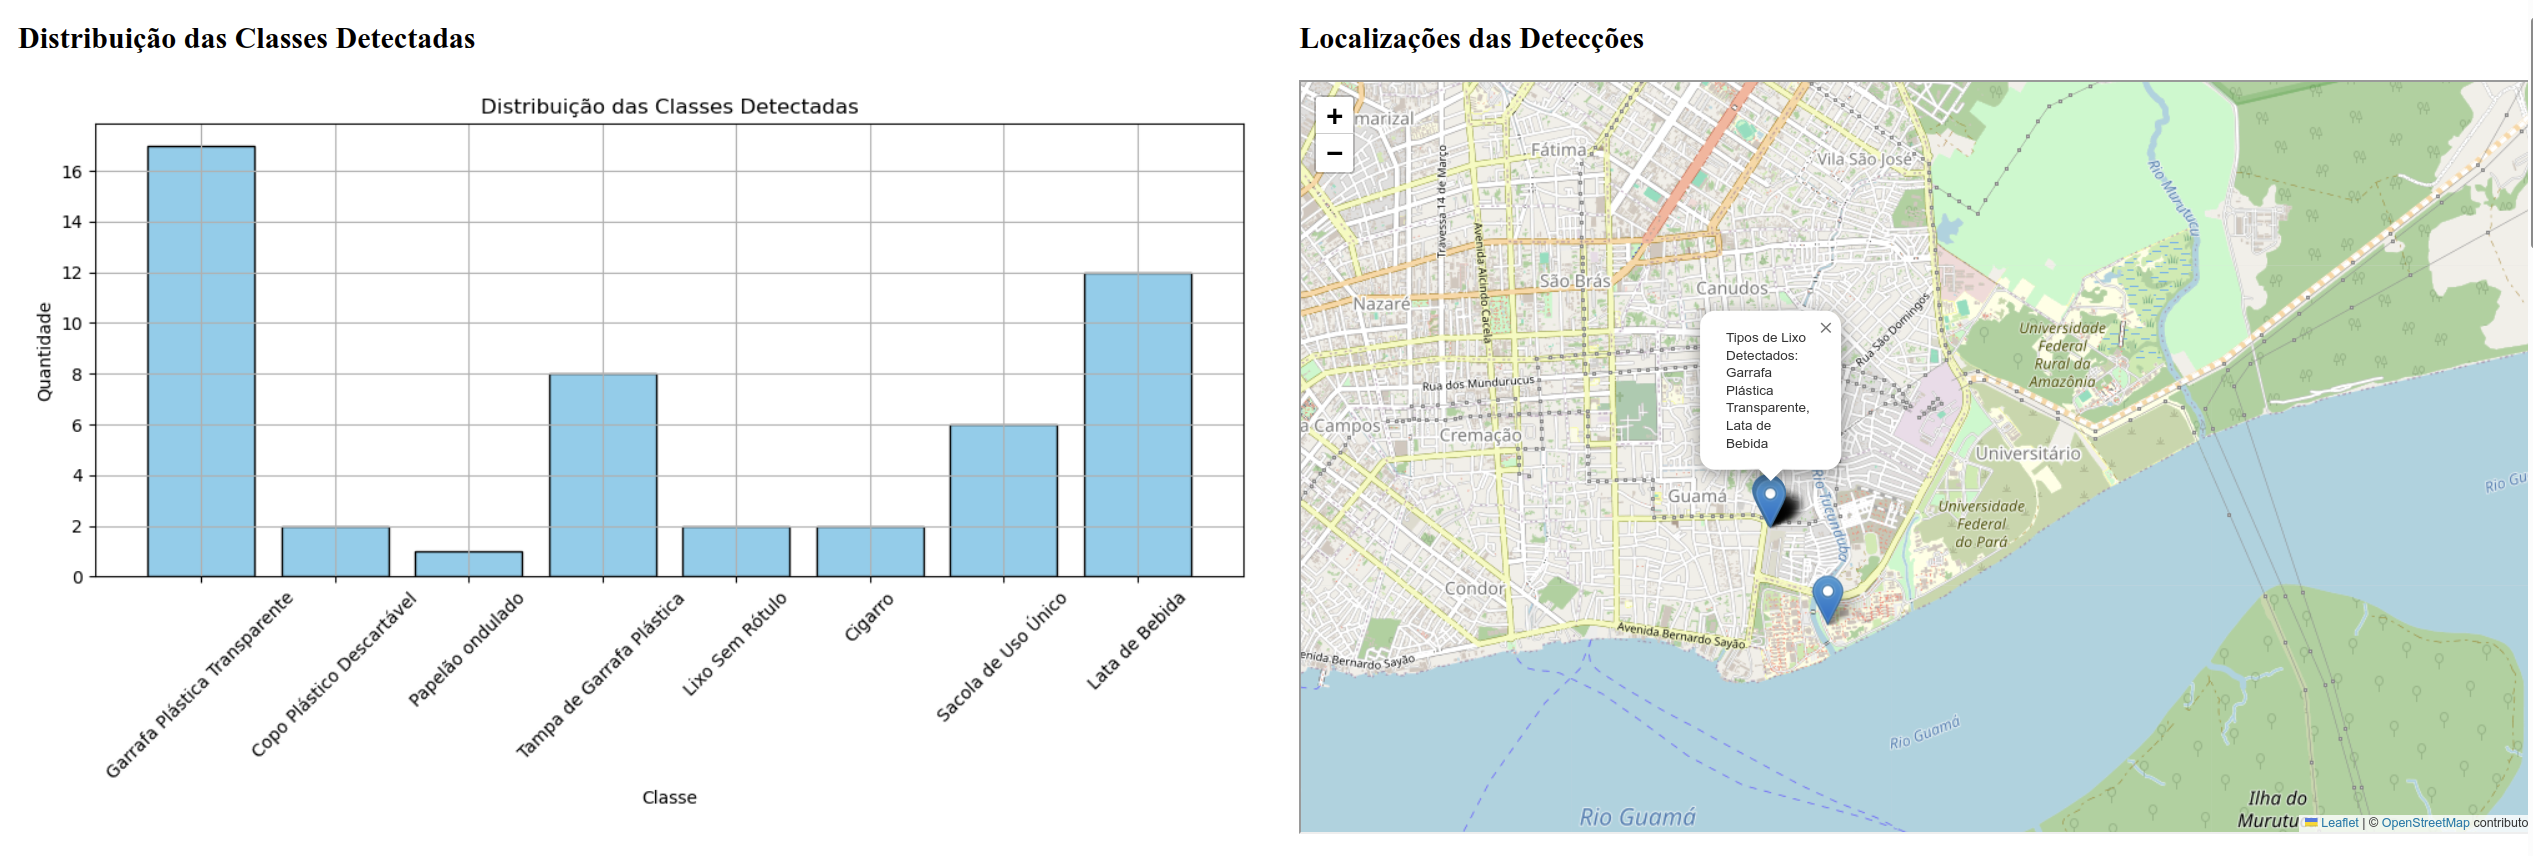 Distribuição das Classes Detectadas
Distribuição das Classes Detectadas
Quantidade
16
14
12
10
8
6
4
2
0
Garrafa Plástica Transparente
Copo Plástico Descartável
Papelão ondulado
Tampa de Garrafa Plástica
Lixo Sem Rótulo
Cigarro
Sacola de Uso Único
Lata de Bebida
Classe
Localizações das Detecções
+
−
marizal
Fátima
Vila São José
Travessa 14 de Março
Avenida Alcindo Cacela
Rio Murutucu
São Brás
Canudos
Nazaré
Rua São Domingos
Universidade
Federal
Rural da
Amazônia
×
Tipos de Lixo
Detectados:
Garrafa
Plástica
Transparente,
Lata de
Bebida
Rua dos Mundurucus
a Campos
Cremação
Universitário
Guamá
Rio Tucunduba
Universidade
Federal
do Pará
Rio Gu
Condor
Avenida Bernardo Sayão
enida Bernardo Sayão
Rio Guamá
Rio Guamá
Ilha do
Murutu
Leaflet | © OpenStreetMap contributo